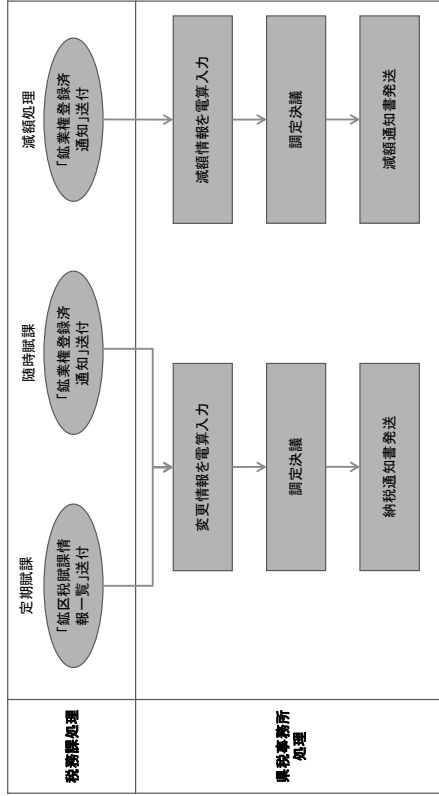 税務課処理
定期賦課
「鉱区税賦課情
報一覧」送付
随時賦課
「鉱業権登録済
通知」送付
減額処理
「鉱業権登録済
通知」送付
県税事務所
処理
変更情報を電算入力
調定決議
納税通知書発送
減額情報を電算入力
調定決議
減額通知書発送